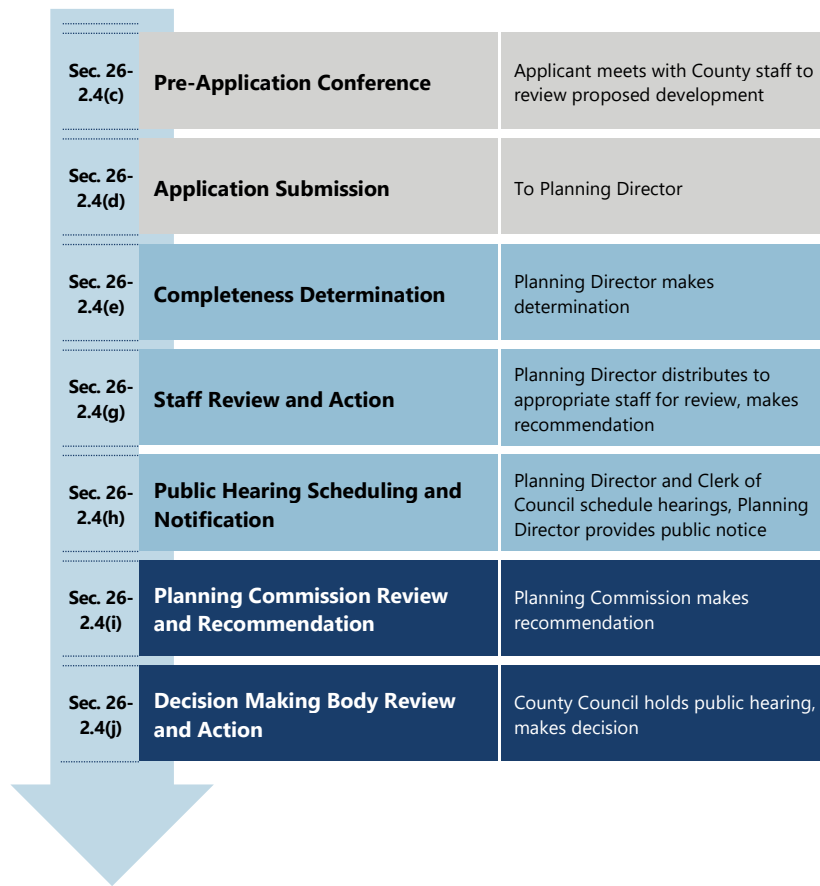 Sec. 26-
2.4(c)
Pre-Application Conference
Applicant meets with County staff to
review proposed development
Sec. 26-
2.4(d)
Application Submission
To Planning Director
Sec. 26-
2.4(e)
Completeness Determination
Planning Director makes
determination
Sec. 26-
2.4(g)
Staff Review and Action
Planning Director distributes to
appropriate staff for review, makes
recommendation
Sec. 26-
2.4(h)
Public Hearing Scheduling and
Notification
Planning Director and Clerk of
Council schedule hearings, Planning
Director provides public notice
Sec. 26-
2.4(i)
Planning Commission Review
and Recommendation
Planning Commission makes
recommendation
Sec. 26-
2.4(j)
Decision Making Body Review
and Action
County Council holds public hearing,
makes decision